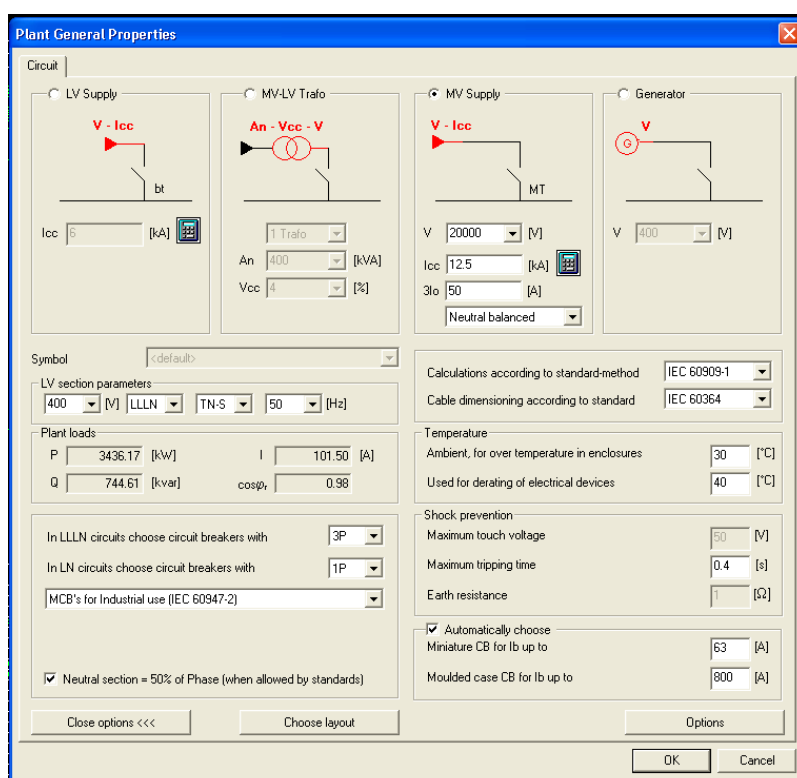 Plant General Properties
Circuit
LV Supply
V - Icc
bt
Icc 6 [kA]
MV-LV Trafo
An - Vcc - V
1 Trafo
An 400 [kVA]
Vcc 4 [%]
MV Supply
V - Icc
MT
V 20000 [V]
Icc 12.5 [kA]
3Io 50 [A]
Neutral balanced
Generator
V
G
V 400 [V]
Symbol <default>
LV section parameters
400 [V] LLLN TN-S 50 [Hz]
Plant loads
P 3436.17 [kW] I 101.50 [A]
Q 744.61 [kvar] cosφr 0.98
In LLLN circuits choose circuit breakers with 3P
In LN circuits choose circuit breakers with 1P
MCB's for Industrial use (IEC 60947-2)
Neutral section = 50% of Phase (when allowed by standards)
Calculations according to standard-method IEC 60909-1
Cable dimensioning according to standard IEC 60364
Temperature
Ambient, for over temperature in enclosures 30 [°C]
Used for derating of electrical devices 40 [°C]
Shock prevention
Maximum touch voltage 50 [V]
Maximum tripping time 0.4 [s]
Earth resistance 1 [Ω]
Automatically choose
Miniature CB for Ib up to 63 [A]
Moulded case CB for Ib up to 800 [A]
Close options <<< Choose layout Options
OK Cancel